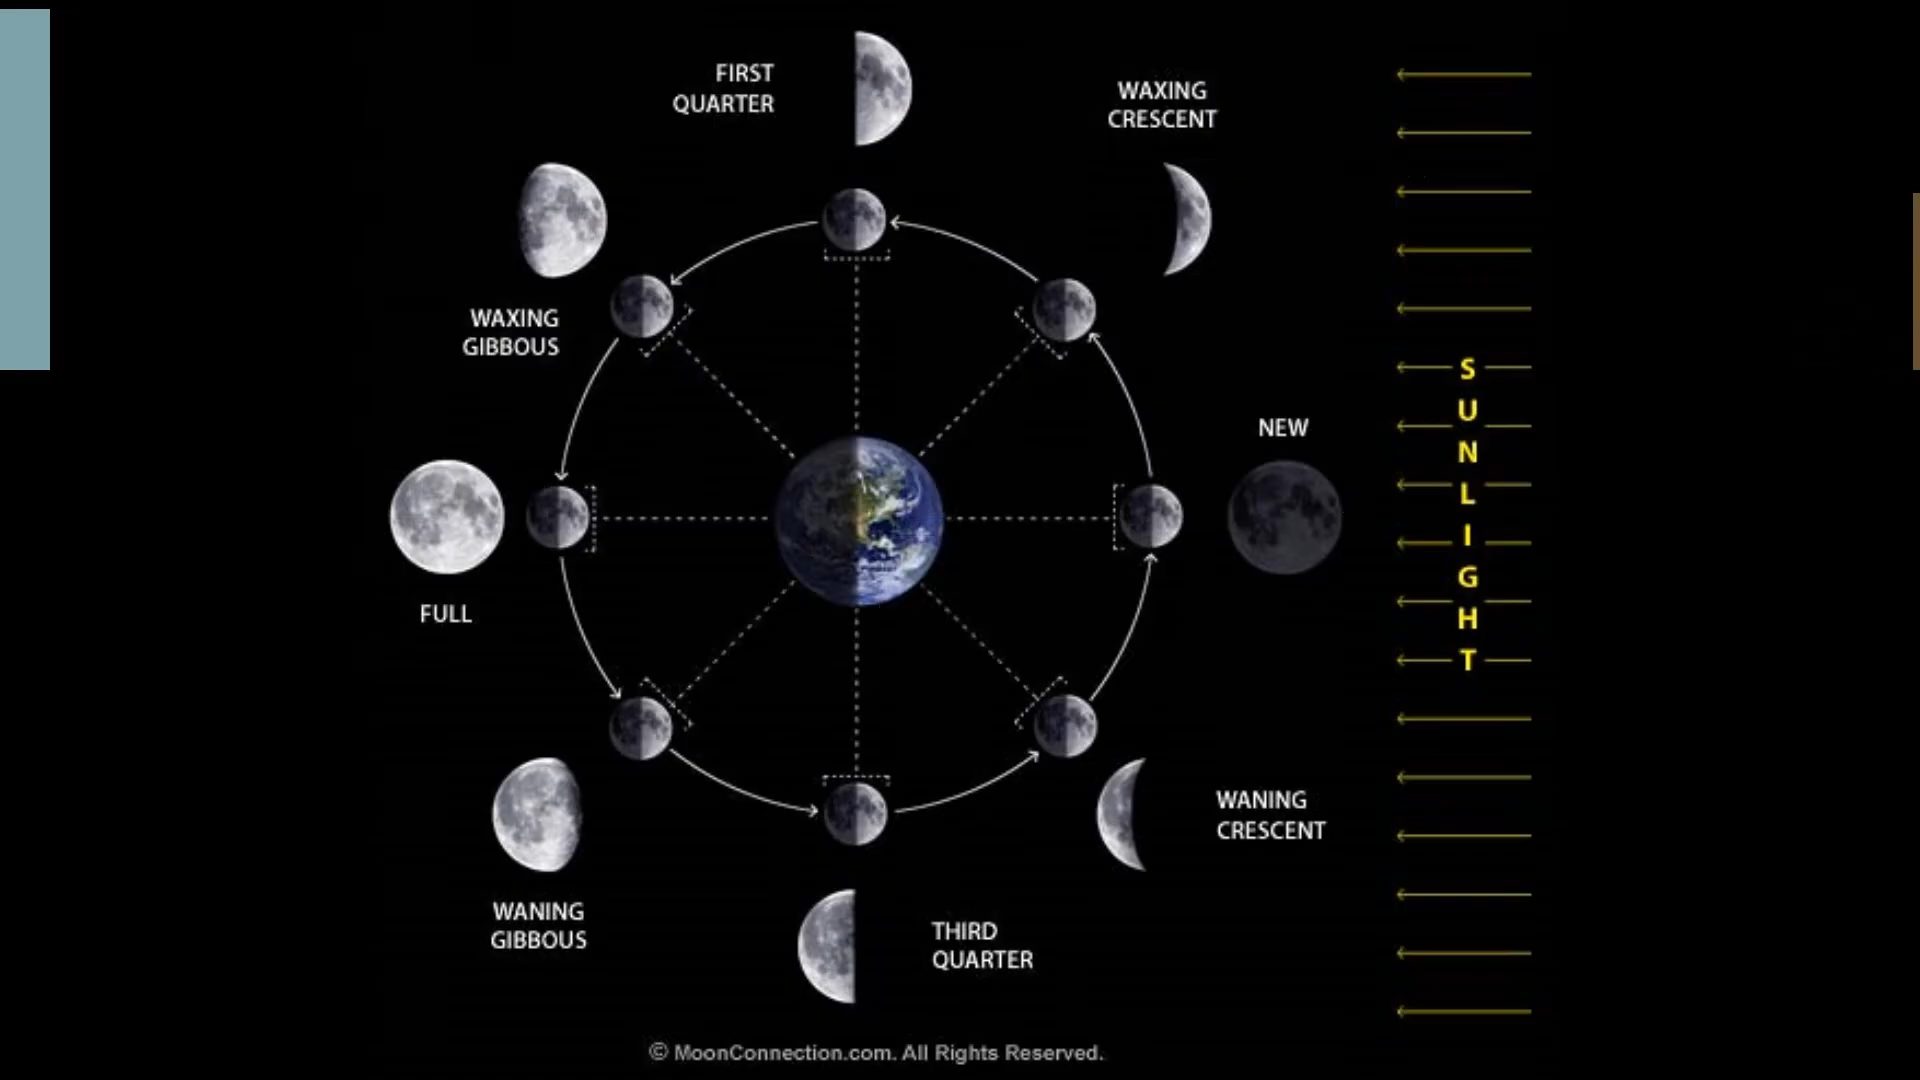 FIRST
QUARTER
WAXING
CRESCENT
WAXING
GIBBOUS
NEW
SUNLIGHT
FULL
WANING
CRESCENT
WANING
GIBBOUS
THIRD
QUARTER
© MoonConnection.com. All Rights Reserved.